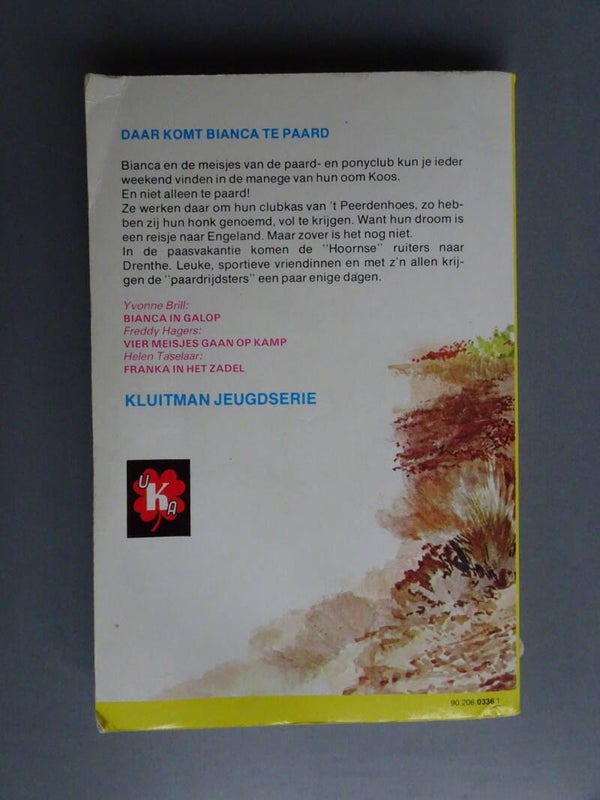 DAAR KOMT BIANCA TE PAARD
Bianca en de meisjes van de paard- en ponyclub kun je ieder
weekend vinden in de manege van hun oom Koos.
En niet alleen te paard!
Ze werken daar om hun clubkas van 't Peerdenhoes, zo heb-
ben zij hun honk genoemd, vol te krijgen. Want hun droom is
een reisje naar Engeland. Maar zover is het nog niet.
In de paasvakantie komen de ''Hoornse'' ruiters naar
Drenthe. Leuke, sportieve vriendinnen en met z'n allen krij-
gen de ''paardrijdsters'' een paar enige dagen.
Yvonne Brill:
BIANCA IN GALOP
Freddy Hagers:
VIER MEISJES GAAN OP KAMP
Helen Taselaar:
FRANKA IN HET ZADEL
KLUITMAN JEUGDSERIE
UKA
90.206.0336.1